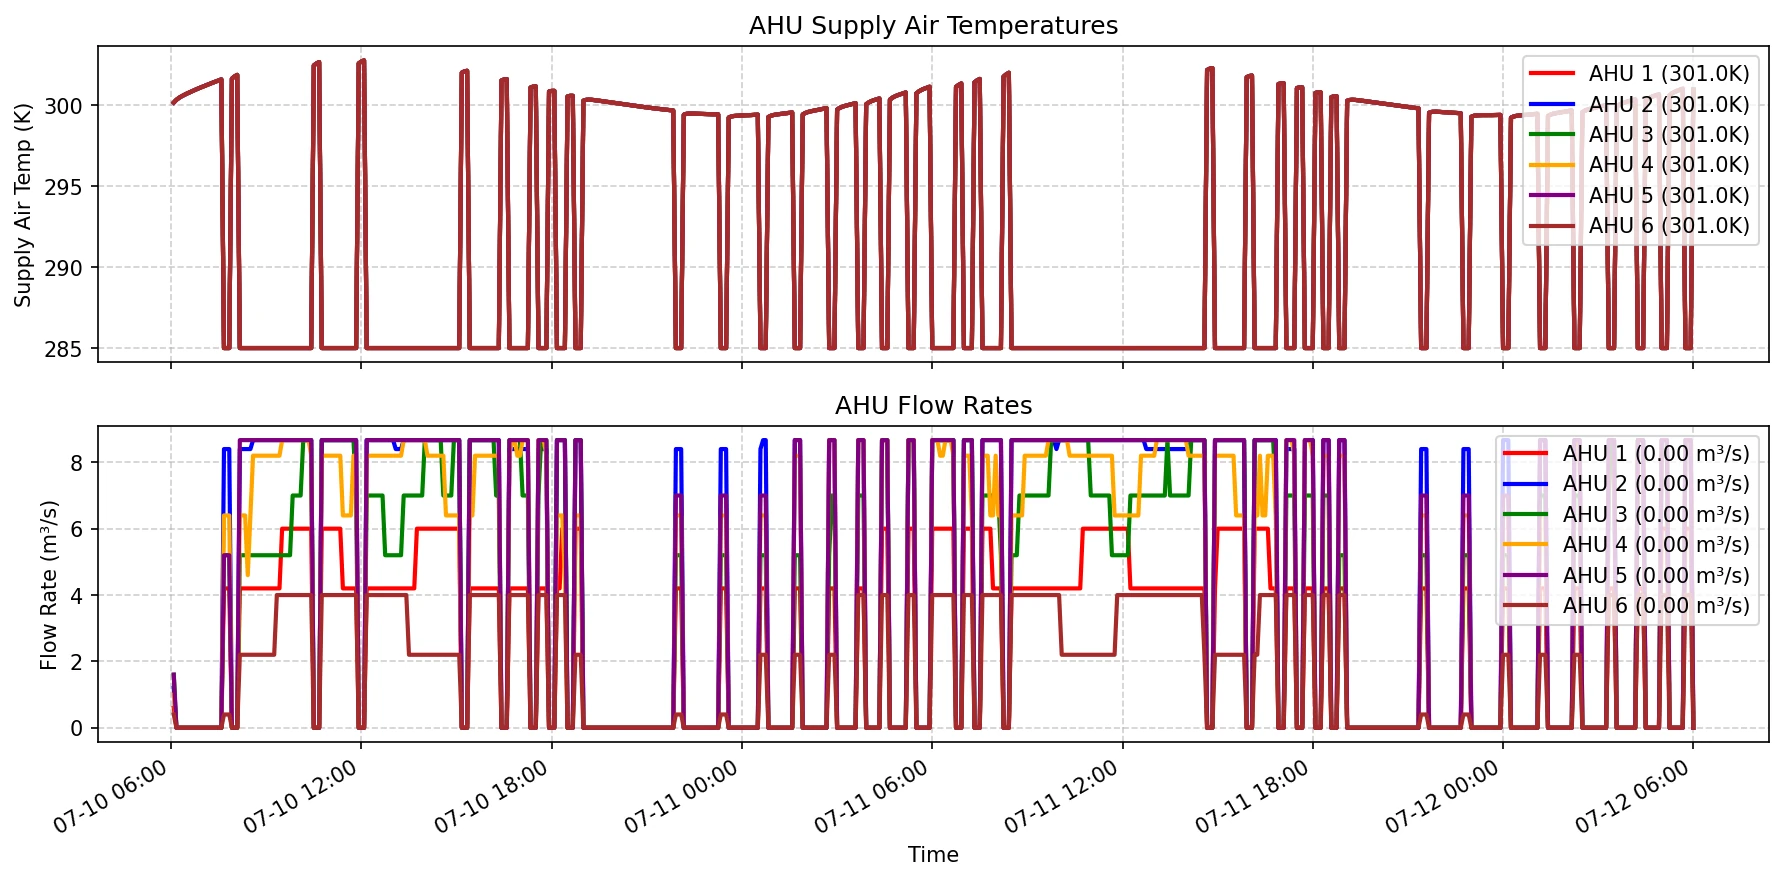 AHU Supply Air Temperatures
Supply Air Temp (K)
300
295
290
285
AHU 1 (301.0K)
AHU 2 (301.0K)
AHU 3 (301.0K)
AHU 4 (301.0K)
AHU 5 (301.0K)
AHU 6 (301.0K)
AHU Flow Rates
Flow Rate (m³/s)
8
6
4
2
0
AHU 1 (0.00 m³/s)
AHU 2 (0.00 m³/s)
AHU 3 (0.00 m³/s)
AHU 4 (0.00 m³/s)
AHU 5 (0.00 m³/s)
AHU 6 (0.00 m³/s)
07-10 06:00
07-10 12:00
07-10 18:00
07-11 00:00
07-11 06:00
07-11 12:00
07-11 18:00
07-12 00:00
07-12 06:00
Time